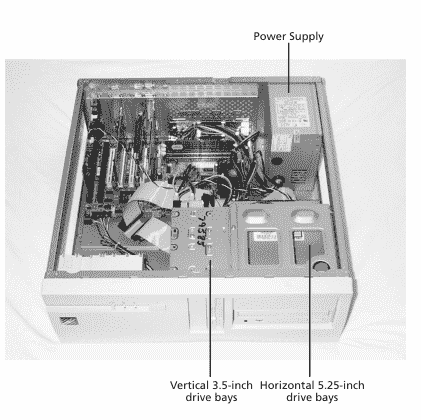 Power Supply
Vertical 3.5-inch
drive bays
Horizontal 5.25-inch
drive bays